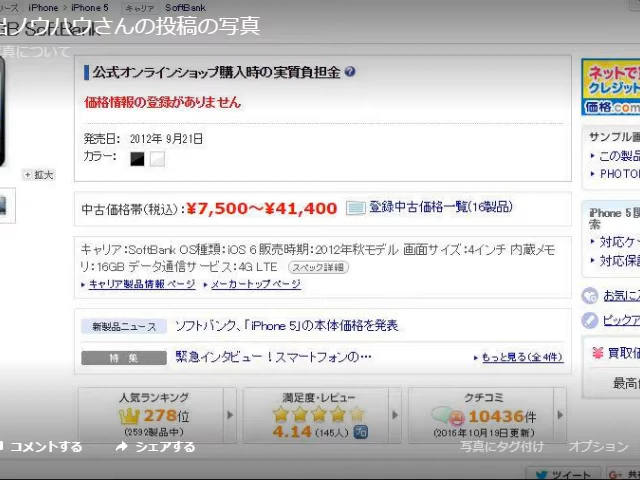 iPhone > iPhone 5 キャリア SoftBank
ノウハウさんの投稿の写真
写真について
公式オンラインショップ購入時の実質負担金
価格情報の登録がありません
発売日: 2012年 9月21日
カラー:
拡大
中古価格帯(税込):¥7,500〜¥41,400 登録中古価格一覧(16製品)
キャリア:SoftBank OS種類:iOS 6 販売時期:2012年秋モデル 画面サイズ:4インチ 内蔵メモ
リ:16GB データ通信サービス:4G LTE スペック詳細
キャリア製品情報ページ メーカートップページ
新製品ニュース ソフトバンク、「iPhone 5」の本体価格を発表
特集 緊急インタビュー！スマートフォンの…
もっと見る(全4件)
人気ランキング
278位
(2592製品中)
満足度・レビュー
4.14 (145人)
クチコミ
10436件
(2016年10月19日更新)
ネットで買
クレジット
価格.com
サンプル画
この製品
PHOTO
iPhone 5 関
索
対応ケ
対応保
お気に入
ピックア
買取価
最高
コメントする シェアする 写真にタグ付け オプション
ツイート G+ 共有